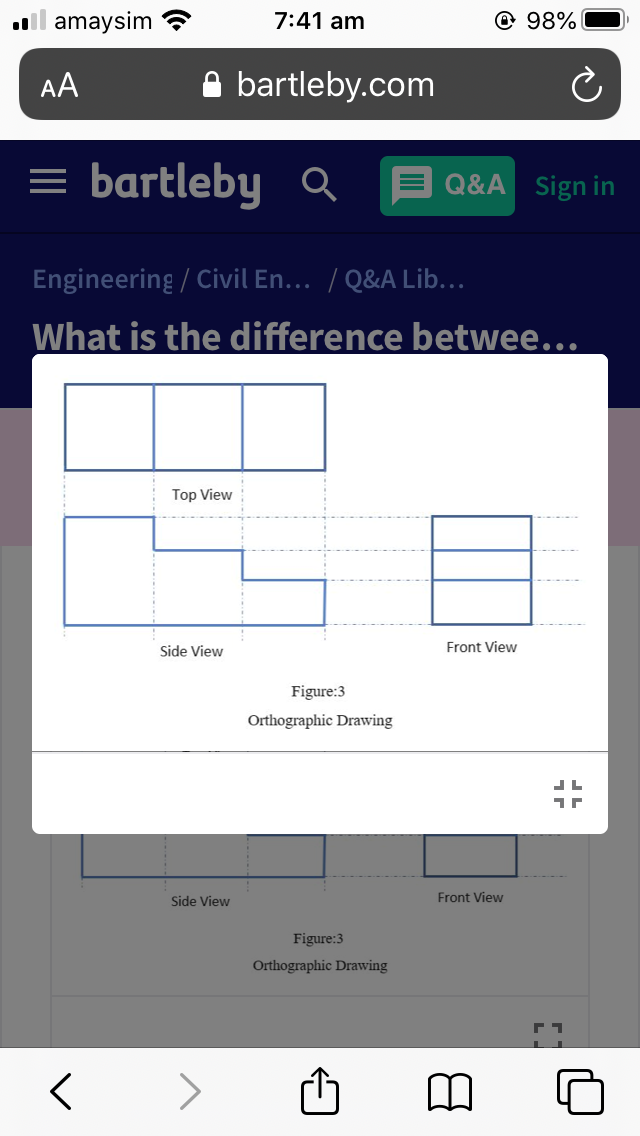 amaysim 7:41 am 98%
AA bartleby.com
bartleby Q&A Sign in
Engineering / Civil En... / Q&A Lib...
What is the difference betwee...
Top View
Side View
Front View
Figure:3
Orthographic Drawing
Side View
Front View
Figure:3
Orthographic Drawing